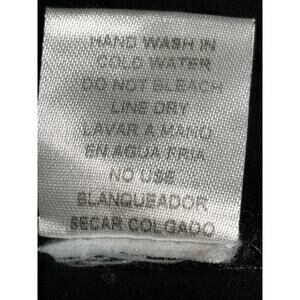 HAND WASH IN
COLD WATER
DO NOT BLEACH
LINE DRY
LAVAR A MANO
EN AGUA FRIA
NO USE
BLANQUEADOR
SECAR COLGADO